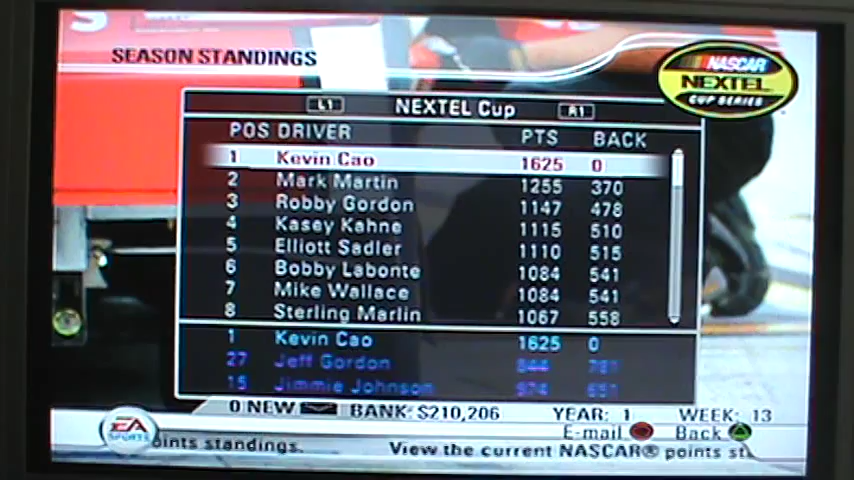 S
SEASON STANDINGS
NASCAR
NEXTEL
CUP SERIES
L1 NEXTEL Cup R1
POS DRIVER PTS BACK
1 Kevin Cao 1625 0
2 Mark Martin 1255 370
3 Robby Gordon 1147 478
4 Kasey Kahne 1115 510
5 Elliott Sadler 1110 515
6 Bobby Labonte 1084 541
7 Mike Wallace 1084 541
8 Sterling Marlin 1067 558
1 Kevin Cao 1625 0
27 Jeff Gordon 844 781
15 Jimmie Johnson 974 651
0 NEW BANK: $210,206 YEAR: 1 WEEK: 13
E-mail Back
EA
SPORTS
oints standings. View the current NASCAR® points st